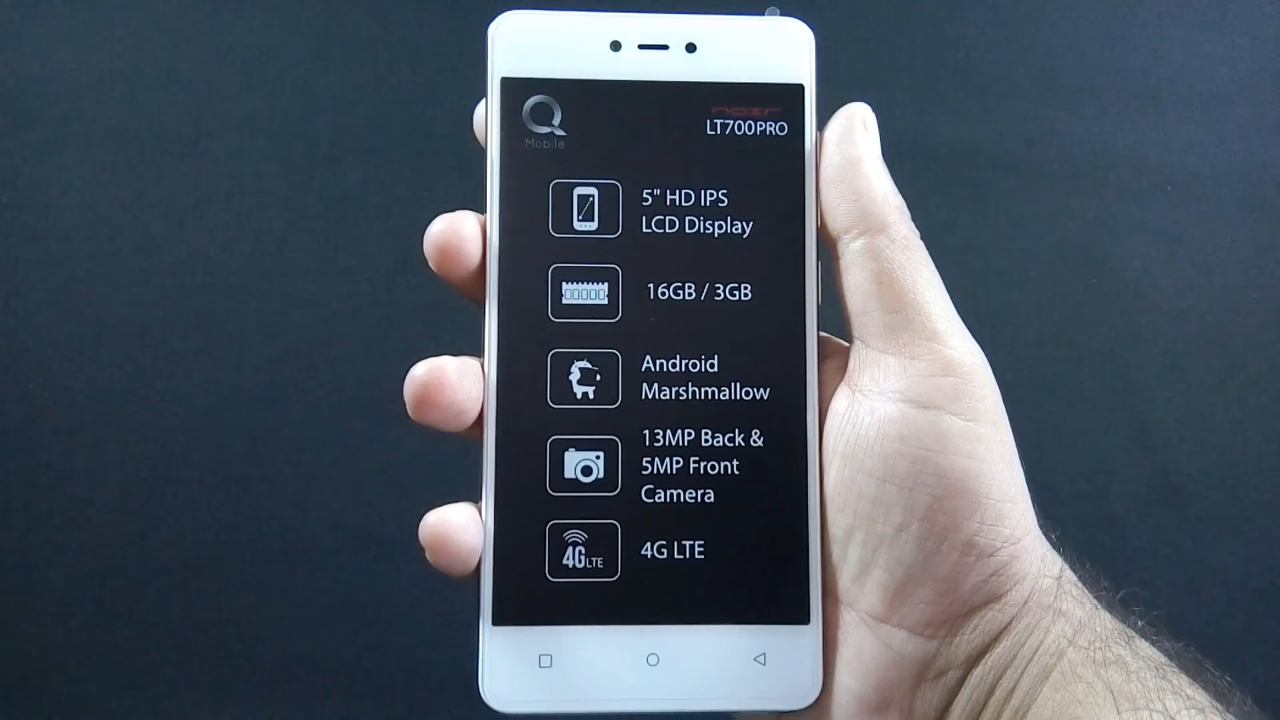 Q
Mobile
noir
LT700PRO
5" HD IPS
LCD Display
16GB / 3GB
Android
Marshmallow
13MP Back &
5MP Front
Camera
4G LTE
4G LTE